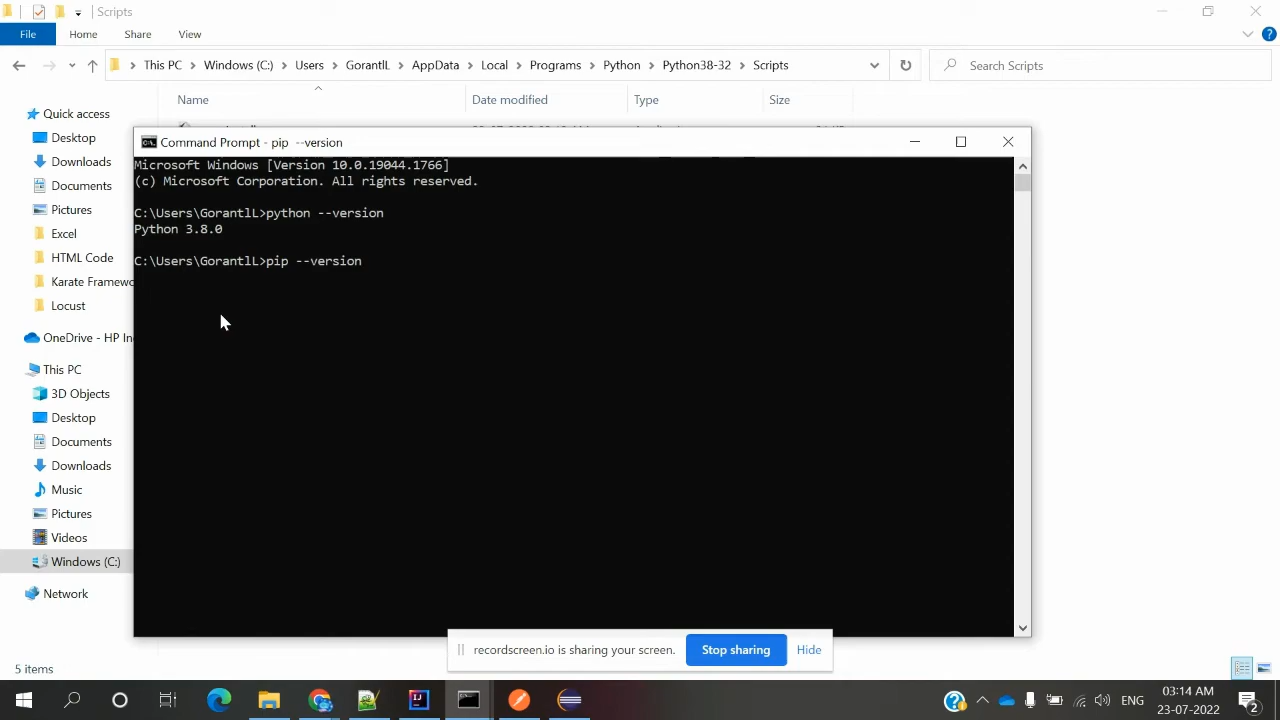 Scripts
File
Home
Share
View
This PC
Windows (C:)
Users
GorantlL
AppData
Local
Programs
Python
Python38-32
Scripts
Search Scripts
Name
Date modified
Type
Size
Quick access
Desktop
Downloads
Documents
Pictures
Excel
HTML Code
Karate Framewo
Locust
OneDrive - HP In
This PC
3D Objects
Desktop
Documents
Downloads
Music
Pictures
Videos
Windows (C:)
Network
5 items
Command Prompt - pip --version
Microsoft Windows [Version 10.0.19044.1766]
(c) Microsoft Corporation. All rights reserved.
C:\Users\GorantlL>python --version
Python 3.8.0
C:\Users\GorantlL>pip --version
recordscreen.io is sharing your screen.
Stop sharing
Hide
ENG
03:14 AM
23-07-2022
2